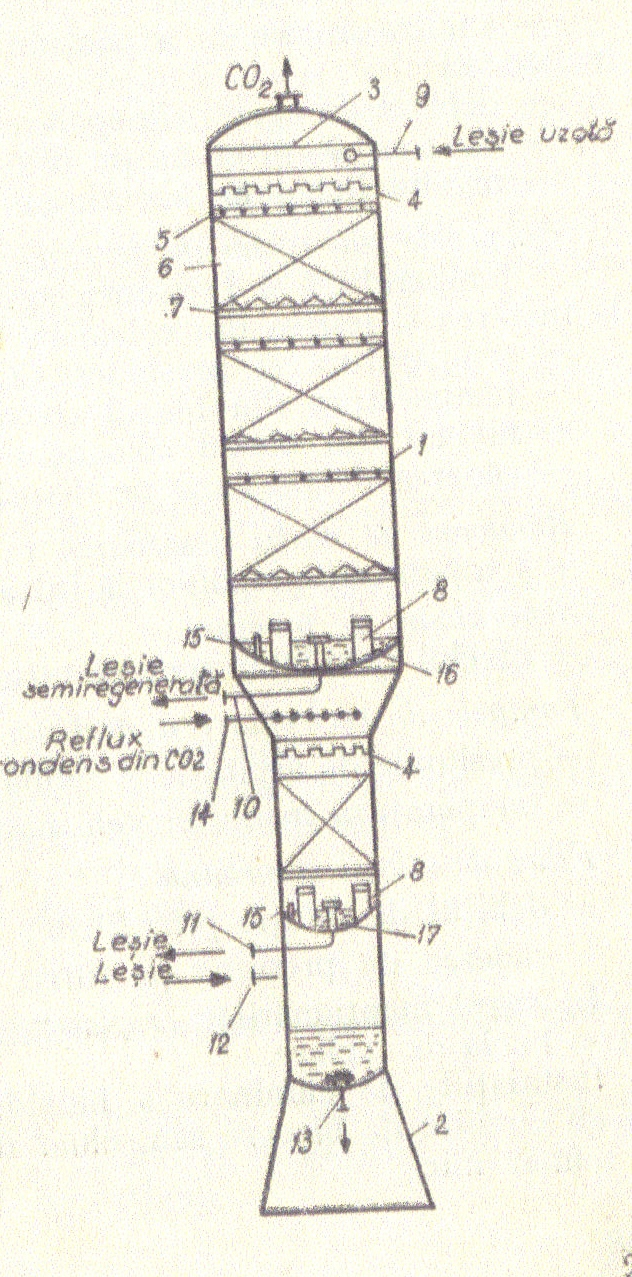 CO2
3
9
Leșie uzată
4
5
6
7
1
8
15
16
Leșie
semiregenerată
Reflux
condens din CO2
4
14
10
8
15
11
17
Leșie
Leșie
12
13
2